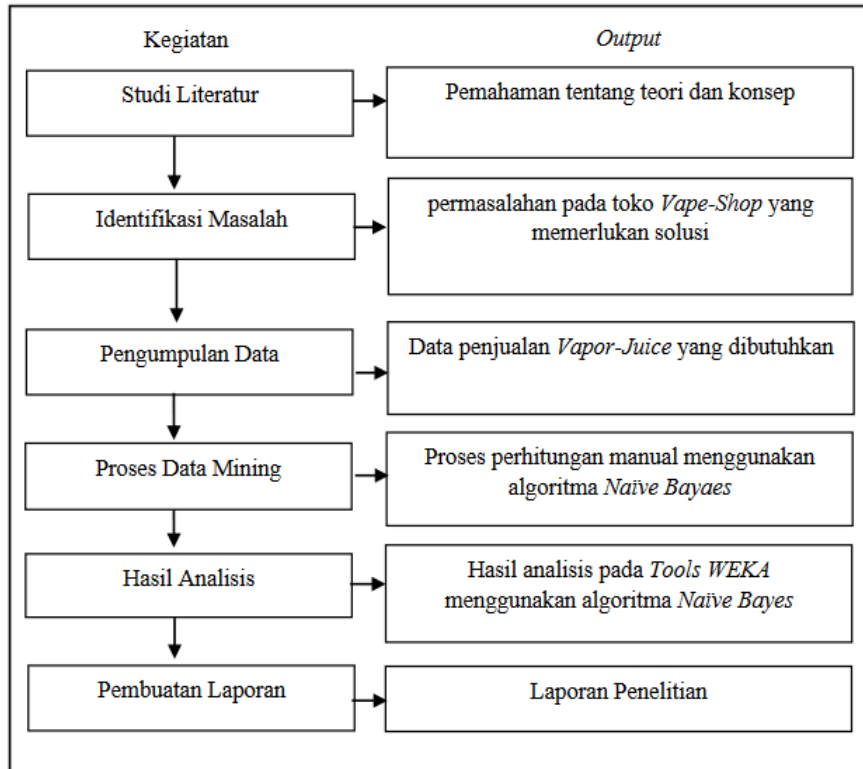 Kegiatan
Output
Studi Literatur
Pemahaman tentang teori dan konsep
Identifikasi Masalah
permasalahan pada toko Vape-Shop yang
memerlukan solusi
Pengumpulan Data
Data penjualan Vapor-Juice yang dibutuhkan
Proses Data Mining
Proses perhitungan manual menggunakan
algoritma Naïve Bayaes
Hasil Analisis
Hasil analisis pada Tools WEKA
menggunakan algoritma Naïve Bayes
Pembuatan Laporan
Laporan Penelitian